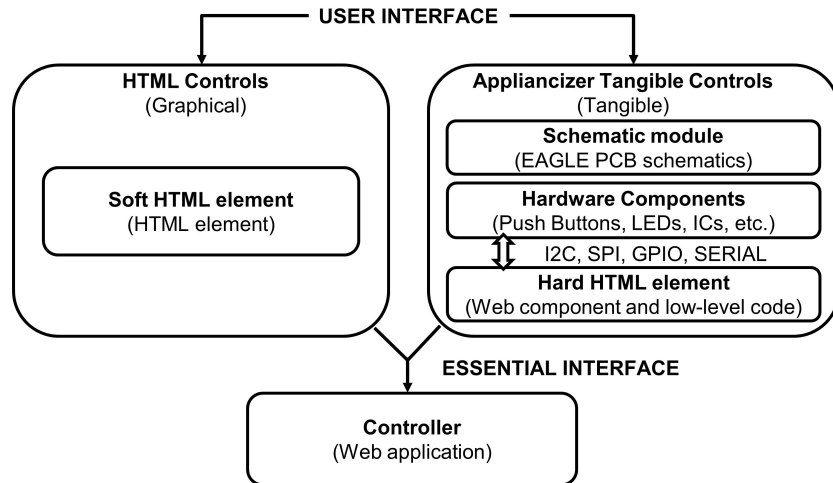 USER INTERFACE
HTML Controls
(Graphical)
Soft HTML element
(HTML element)
Appliancizer Tangible Controls
(Tangible)
Schematic module
(EAGLE PCB schematics)
Hardware Components
(Push Buttons, LEDs, ICs, etc.)
I2C, SPI, GPIO, SERIAL
Hard HTML element
(Web component and low-level code)
ESSENTIAL INTERFACE
Controller
(Web application)